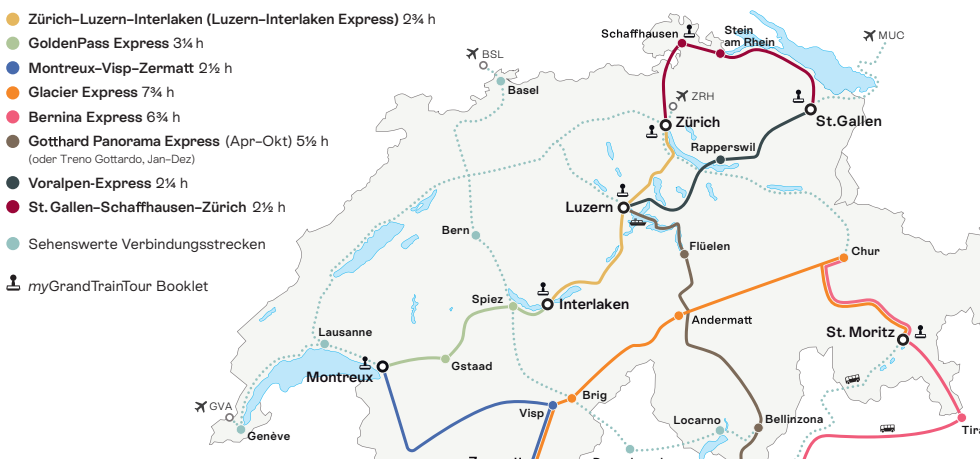 Zürich–Luzern–Interlaken (Luzern–Interlaken Express) 2¾ h
GoldenPass Express 3¼ h
Montreux–Visp–Zermatt 2½ h
Glacier Express 7¾ h
Bernina Express 6¾ h
Gotthard Panorama Express (Apr–Okt) 5½ h
(oder Treno Gottardo, Jan–Dez)
Voralpen-Express 2¼ h
St. Gallen–Schaffhausen–Zürich 2½ h
Sehenswerte Verbindungsstrecken
myGrandTrainTour Booklet
Schaffhausen
Stein
am Rhein
MUC
BSL
Basel
ZRH
Zürich
St. Gallen
Rapperswil
Luzern
Bern
Flüelen
Chur
Spiez
Interlaken
Andermatt
Lausanne
St. Moritz
Gstaad
Montreux
GVA
Genève
Visp
Brig
Locarno
Bellinzona